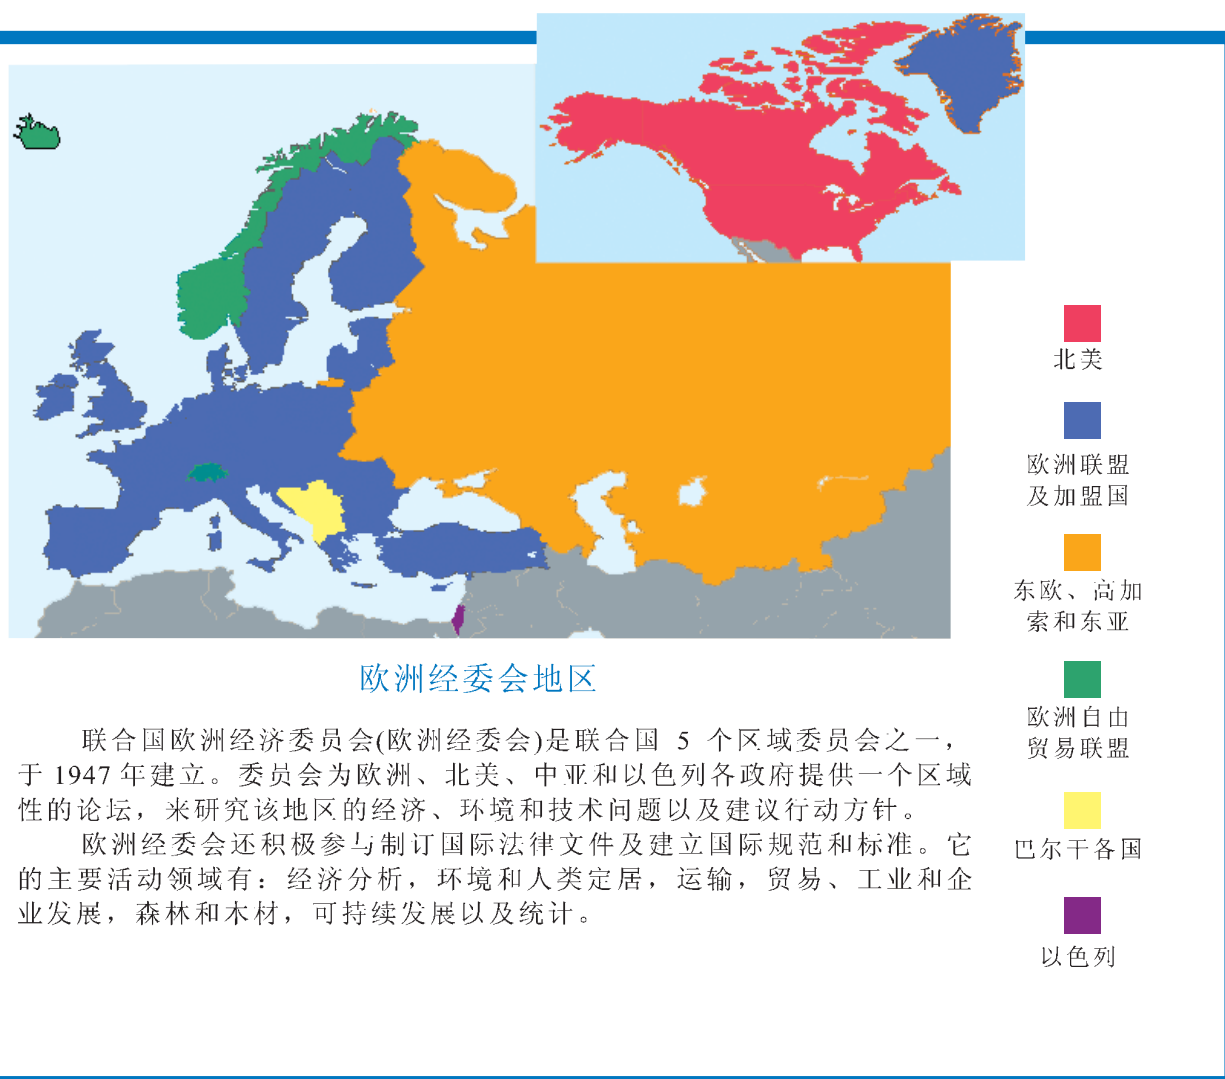 北美
欧洲联盟
及加盟国
东欧、高加
索和东亚
欧洲自由
贸易联盟
巴尔干各国
以色列
欧洲经委会地区
联合国欧洲经济委员会(欧洲经委会)是联合国 5 个区域委员会之一，
于 1947 年建立。委员会为欧洲、北美、中亚和以色列各政府提供一个区域
性的论坛，来研究该地区的经济、环境和技术问题以及建议行动方针。
欧洲经委会还积极参与制订国际法律文件及建立国际规范和标准。它
的主要活动领域有：经济分析，环境和人类定居，运输，贸易、工业和企
业发展，森林和木材，可持续发展以及统计。